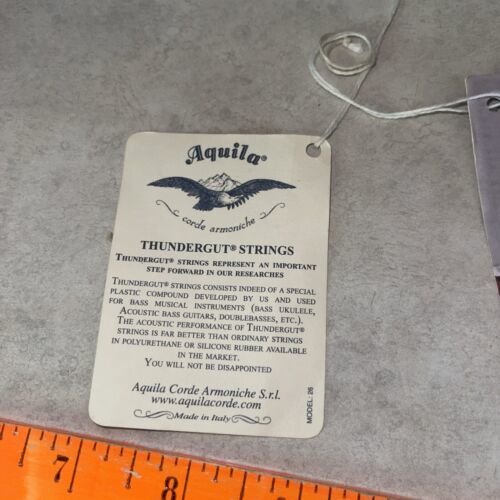 Aquila®
corde armoniche
THUNDERGUT® STRINGS
THUNDERGUT® STRINGS REPRESENT AN IMPORTANT
STEP FORWARD IN OUR RESEARCHES
THUNDERGUT® STRINGS CONSISTS INDEED OF A SPECIAL
PLASTIC COMPOUND DEVELOPED BY US AND USED
FOR BASS MUSICAL INSTRUMENTS (BASS UKULELE,
ACOUSTIC BASS GUITARS, DOUBLEBASSES, ETC.).
THE ACOUSTIC PERFORMANCE OF THUNDERGUT®
STRINGS IS FAR BETTER THAN ORDINARY STRINGS
IN POLYURETHANE OR SILICONE RUBBER AVAILABLE
IN THE MARKET.
YOU WILL NOT BE DISAPPOINTED
Aquila Corde Armoniche S.r.l.
www.aquilacorde.com
Made in Italy
MODEL: 26
7
8
9